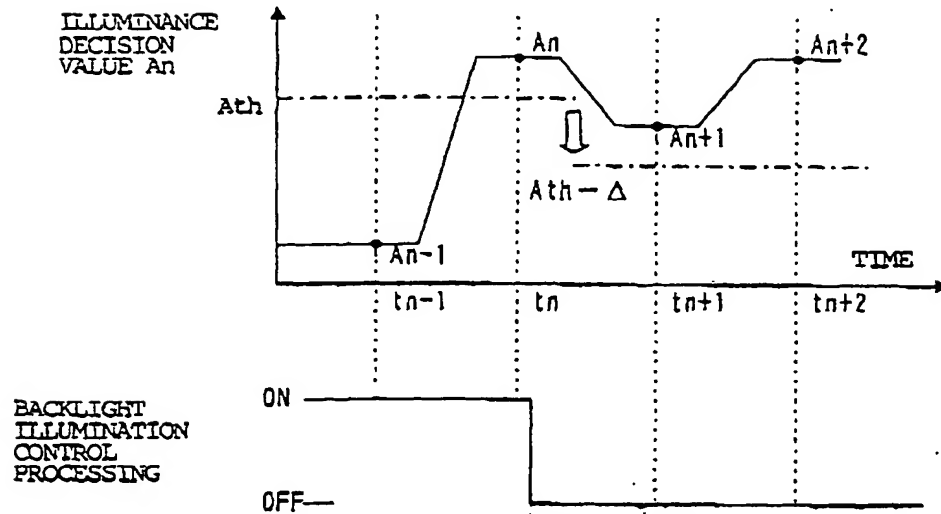 ILLUMINANCE
DECISION
VALUE An
Ath
An
An+2
An+1
Ath – Δ
An-1
TIME
tn-1
tn
tn+1
tn+2
BACKLIGHT
ILLUMINATION
CONTROL
PROCESSING
ON
OFF